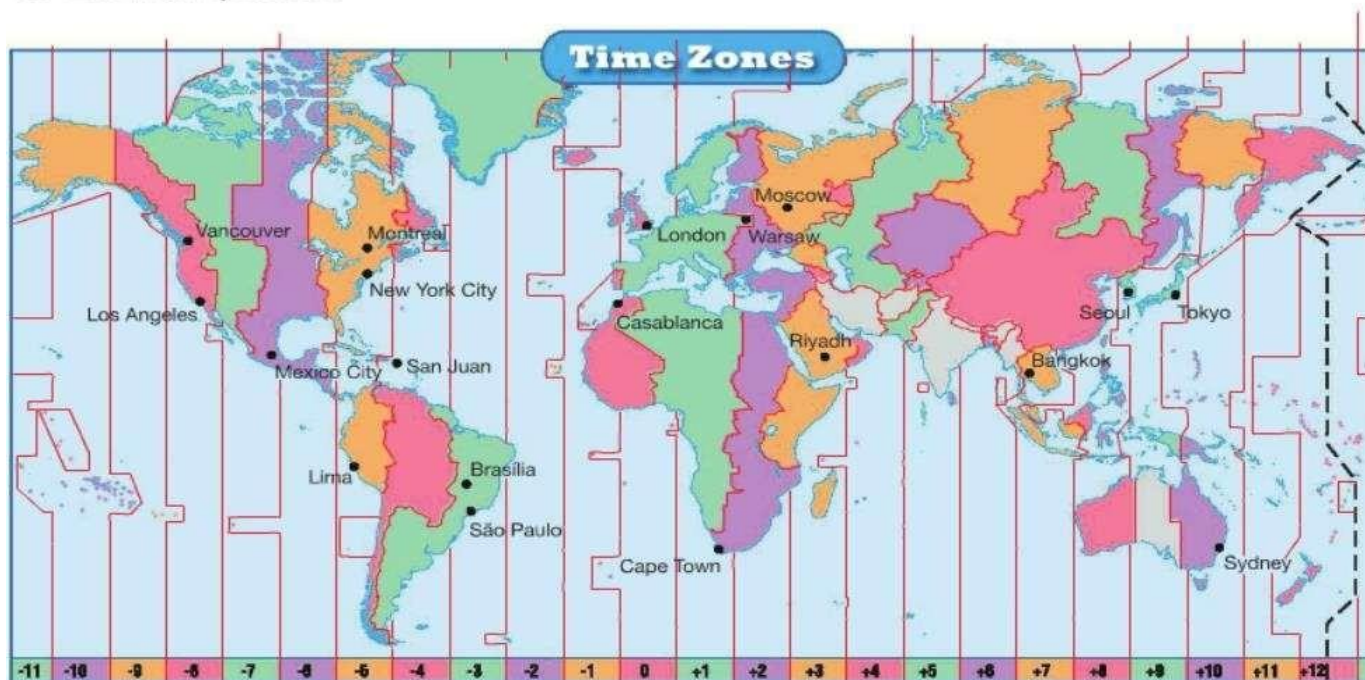 Time Zones
Moscow
Vancouver
Montreal
London
Warsaw
New York City
Los Angeles
Casablanca
Seoul
Tokyo
Riyadh
Mexico City
San Juan
Bangkok
Lima
Brasília
São Paulo
Cape Town
Sydney
-11 -10 -9 -8 -7 -6 -5 -4 -3 -2 -1 0 +1 +2 +3 +4 +5 +6 +7 +8 +9 +10 +11 +12